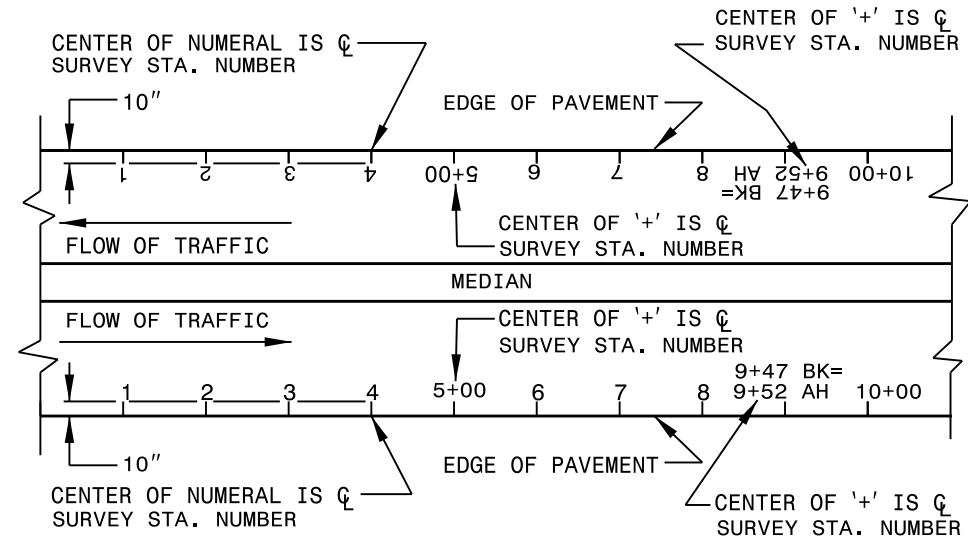 CENTER OF '+' IS ℄
SURVEY STA. NUMBER
CENTER OF NUMERAL IS ℄
SURVEY STA. NUMBER
10"
EDGE OF PAVEMENT
1 2 3 4 5+00 6 7 8 9+52 AH 10+00
9+47 BK=
CENTER OF '+' IS ℄
SURVEY STA. NUMBER
FLOW OF TRAFFIC
MEDIAN
FLOW OF TRAFFIC
CENTER OF '+' IS ℄
SURVEY STA. NUMBER
9+47 BK=
1 2 3 4 5+00 6 7 8 9+52 AH 10+00
10"
EDGE OF PAVEMENT
CENTER OF NUMERAL IS ℄
SURVEY STA. NUMBER
CENTER OF '+' IS ℄
SURVEY STA. NUMBER